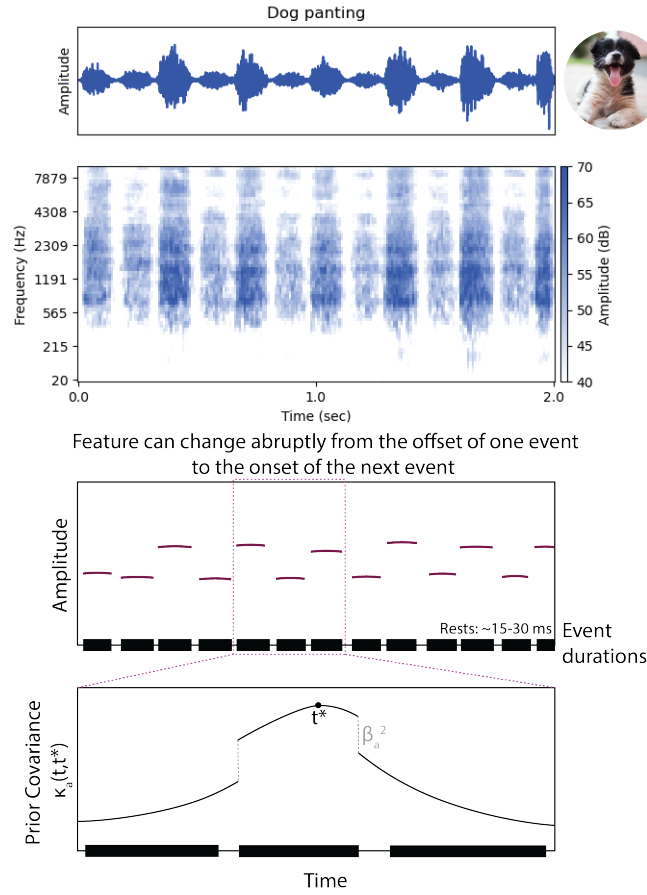 Dog panting
Amplitude
7879
4308
2309
1191
565
215
20
Frequency (Hz)
0.0
1.0
2.0
Time (sec)
70
65
60
55
50
45
40
Amplitude (dB)
Feature can change abruptly from the offset of one event
to the onset of the next event
Amplitude
Rests: ~15-30 ms
Event
durations
Prior Covariance
κₐ(t,t*)
t*
βₐ²
Time